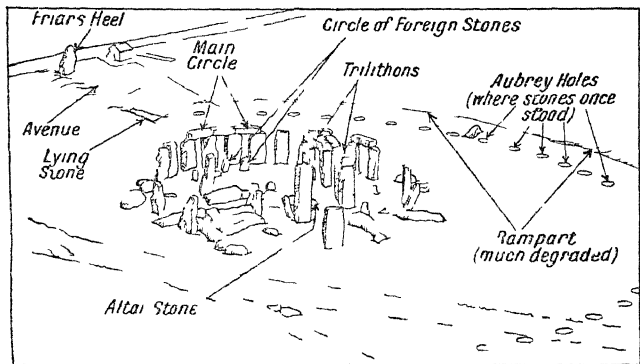 Friars Heel
Circle of Foreign Stones
Main
Circle
Trilithons
Aubrey Holes
(where stones once
stood)
Avenue
Lying
Stone
Rampart
(much degraded)
Altar Stone